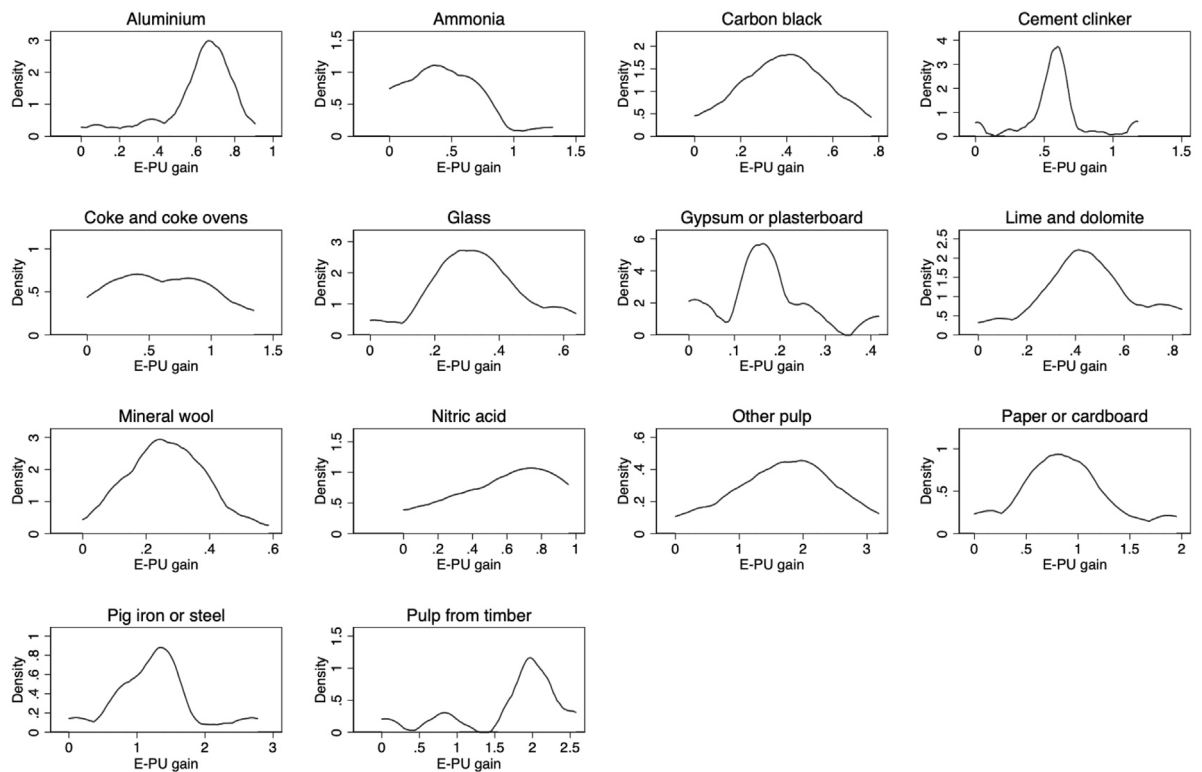 Aluminium
Density
0 1 2 3
0 .2 .4 .6 .8 1
E-PU gain
Ammonia
Density
0 .5 1 1.5
0 .5 1 1.5
E-PU gain
Carbon black
Density
0 .5 1 1.5 2
0 .2 .4 .6 .8
E-PU gain
Cement clinker
Density
0 1 2 3 4
0 .5 1 1.5
E-PU gain
Coke and coke ovens
Density
0 .5 1
0 .5 1 1.5
E-PU gain
Glass
Density
0 1 2 3
0 .2 .4 .6
E-PU gain
Gypsum or plasterboard
Density
0 2 4 6
0 .1 .2 .3 .4
E-PU gain
Lime and dolomite
Density
0 .5 1 1.5 2 2.5
0 .2 .4 .6 .8
E-PU gain
Mineral wool
Density
0 1 2 3
0 .2 .4 .6
E-PU gain
Nitric acid
Density
0 .5 1 1.5
0 .2 .4 .6 .8 1
E-PU gain
Other pulp
Density
0 .2 .4 .6
0 1 2 3
E-PU gain
Paper or cardboard
Density
0 .5 1
0 .5 1 1.5 2
E-PU gain
Pig iron or steel
Density
0 .2 .4 .6 .8 1
0 1 2 3
E-PU gain
Pulp from timber
Density
0 .5 1 1.5
0 .5 1 1.5 2 2.5
E-PU gain